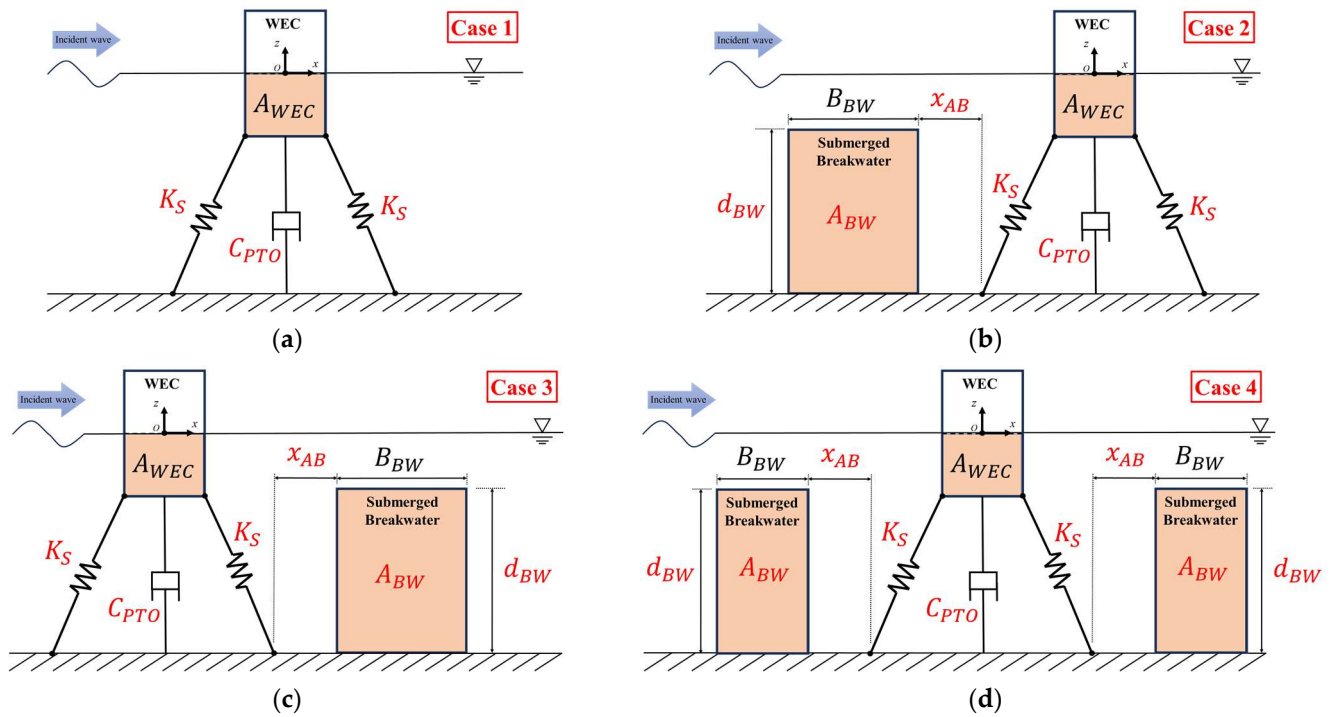 WEC
Case 1
Incident wave
z
O
x
A_WEC
K_S
K_S
C_PTO
(a)
WEC
Case 2
Incident wave
z
O
x
B_BW
x_AB
A_WEC
Submerged
Breakwater
K_S
K_S
d_BW
A_BW
C_PTO
(b)
WEC
Case 3
Incident wave
z
O
x
A_WEC
x_AB
B_BW
Submerged
Breakwater
K_S
K_S
A_BW
d_BW
C_PTO
(c)
WEC
Case 4
Incident wave
z
O
x
B_BW
x_AB
A_WEC
x_AB
B_BW
Submerged
Breakwater
Submerged
Breakwater
K_S
K_S
d_BW
A_BW
A_BW
d_BW
C_PTO
(d)